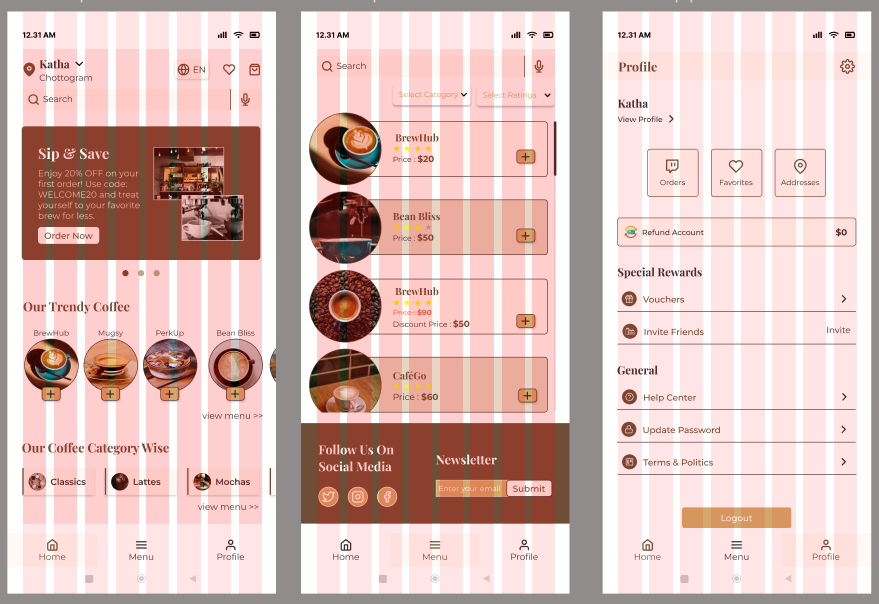 12.31 AM
Katha
Chottogram
EN
Search
Sip & Save
Enjoy 20% OFF on your
first order! Use code:
WELCOME20 and treat
yourself to your favorite
brew for less.
Order Now
Our Trendy Coffee
BrewHub
Mugsy
PerkUp
Bean Bliss
view menu >>
Our Coffee Category Wise
Classics
Lattes
Mochas
view menu >>
Home
Menu
Profile
12.31 AM
Search
Select Category
Select Ratings
BrewHub
Price : $20
Bean Bliss
Price : $50
BrewHub
Price : $90
Discount Price : $50
CaféGo
Price : $60
Follow Us On
Social Media
Newsletter
Enter your email
Submit
Home
Menu
Profile
12.31 AM
Profile
Katha
View Profile
Orders
Favorites
Addresses
Refund Account
$0
Special Rewards
Vouchers
Invite Friends
Invite
General
Help Center
Update Password
Terms & Politics
Logout
Home
Menu
Profile